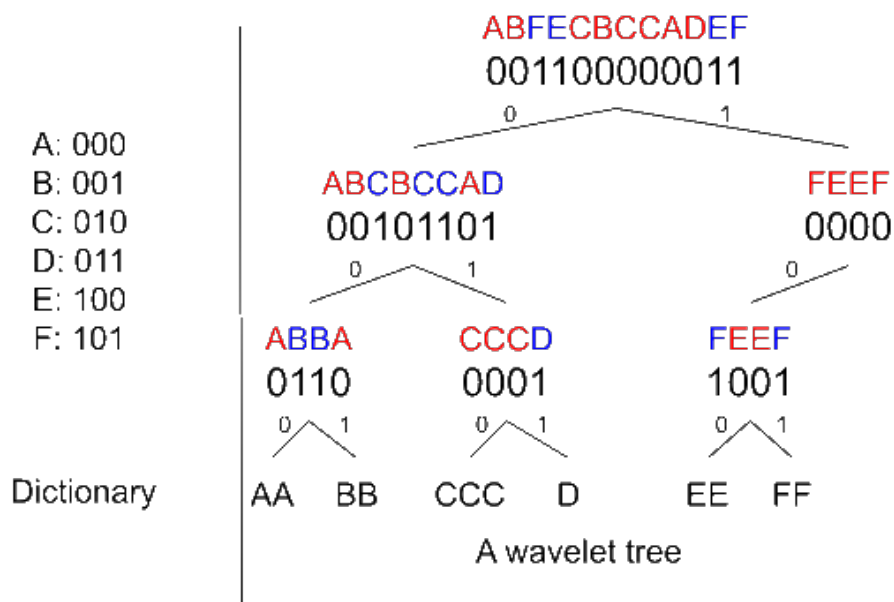 ABFECBCCADEF
001100000011
0 1
A: 000
B: 001
C: 010
D: 011
E: 100
F: 101
ABCBCCAD FEEF
00101101 0000
0 1 0
ABBA CCCD FEEF
0110 0001 1001
0 1 0 1 0 1
Dictionary AA BB CCC D EE FF
A wavelet tree